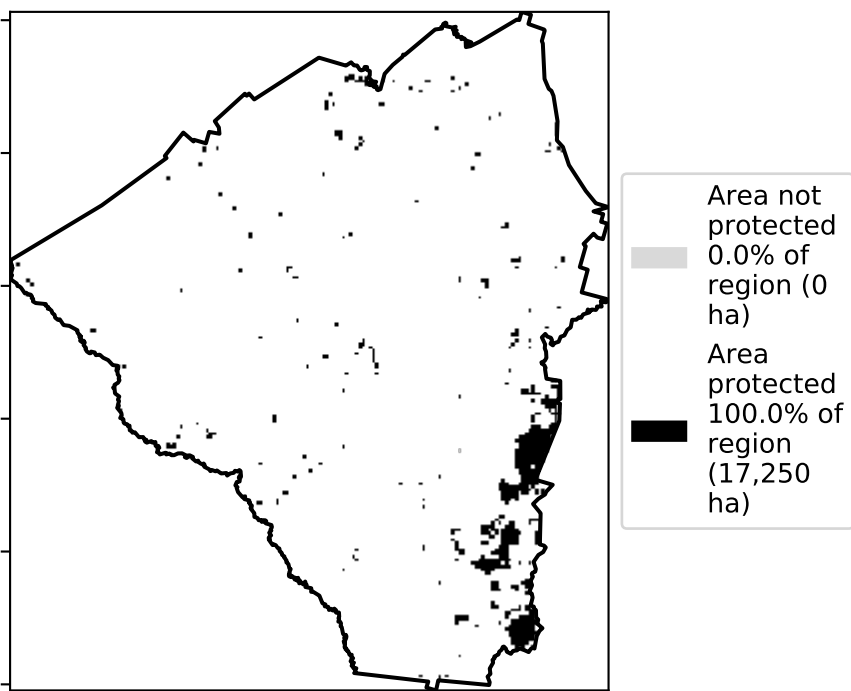 Area not
protected
0.0% of
region (0
ha)
Area
protected
100.0% of
region
(17,250
ha)